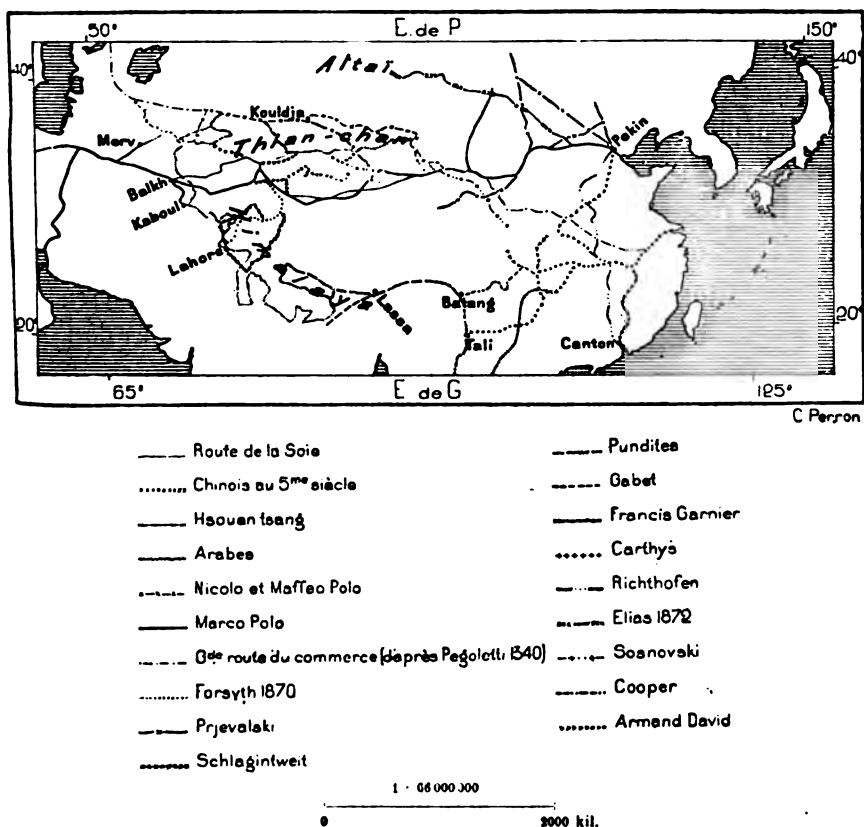 50° E. de P 150°
40° 40°
Altaï
Kouldja
Pekin
Merv
Thian-chan
Balkh
Kaboul
Lahore
Lassa
Batang
20° 20°
Tali Canton
65° E de G 125°
C Perron
Route de la Soie
Chinois au 5me siècle
Hsouan tsang
Arabes
Nicolo et Maffeo Polo
Marco Polo
Gde route du commerce (d'après Pegoletti 1340)
Forsyth 1870
Prjevalski
Schlagintweit
Pundites
Gabet
Francis Garnier
Carthys
Richthofen
Elias 1872
Sosnovski
Cooper
Armand David
0 2000 kil.